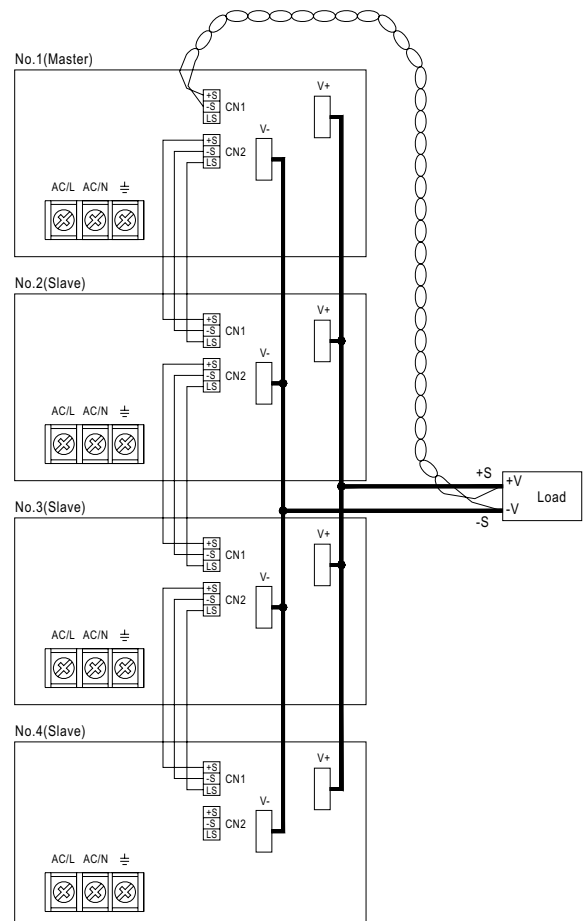 No.1(Master)
V+
+S
-S CN1
LS
V-
+S
-S CN2
LS
AC/L AC/N ⏚
No.2(Slave)
V+
+S
-S CN1
LS
V-
+S
-S CN2
LS
AC/L AC/N ⏚
+S
+V
Load
-V
-S
No.3(Slave)
V+
+S
-S CN1
LS
V-
+S
-S CN2
LS
AC/L AC/N ⏚
No.4(Slave)
V+
+S
-S CN1
LS
V-
+S
-S CN2
LS
AC/L AC/N ⏚